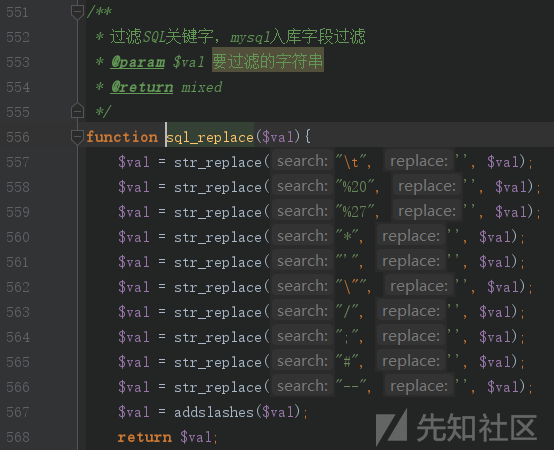 551 /**
552 * 过滤SQL关键字，mysql入库字段过滤
553 * @param $val 要过滤的字符串
554 * @return mixed
555 */
556 function sql_replace($val){
557 $val = str_replace( search: "\t", replace: '', $val);
558 $val = str_replace( search: "%20", replace: '', $val);
559 $val = str_replace( search: "%27", replace: '', $val);
560 $val = str_replace( search: "*", replace: '', $val);
561 $val = str_replace( search: "'", replace: '', $val);
562 $val = str_replace( search: "\"", replace: '', $val);
563 $val = str_replace( search: "/", replace: '', $val);
564 $val = str_replace( search: ";", replace: '', $val);
565 $val = str_replace( search: "#", replace: '', $val);
566 $val = str_replace( search: "--", replace: '', $val);
567 $val = addslashes($val);
568 return $val;
先知社区